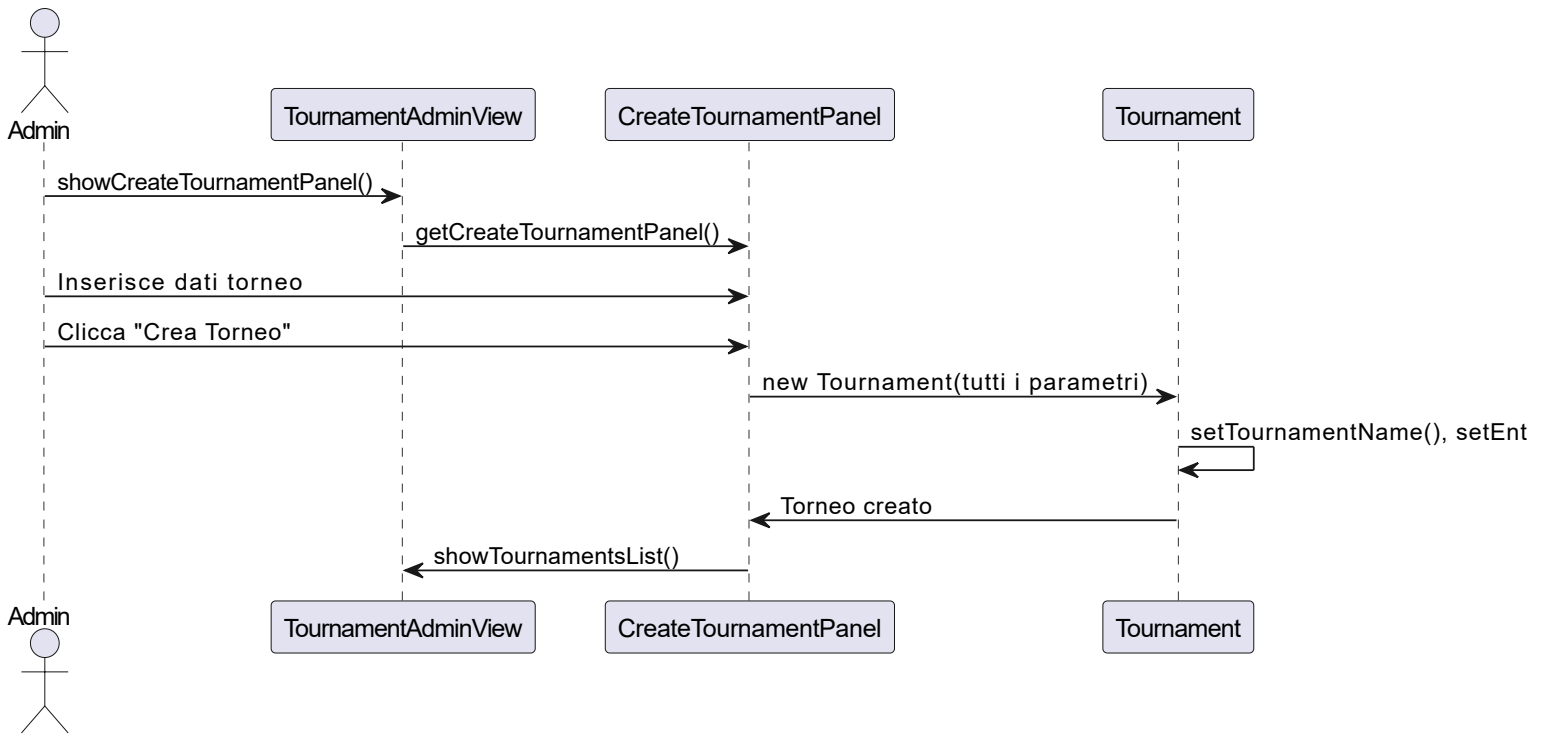 Admin
TournamentAdminView
CreateTournamentPanel
Tournament
showCreateTournamentPanel()
getCreateTournamentPanel()
Inserisce dati torneo
Clicca "Crea Torneo"
new Tournament(tutti i parametri)
setTournamentName(), setEnt
Torneo creato
showTournamentsList()
Admin
TournamentAdminView
CreateTournamentPanel
Tournament